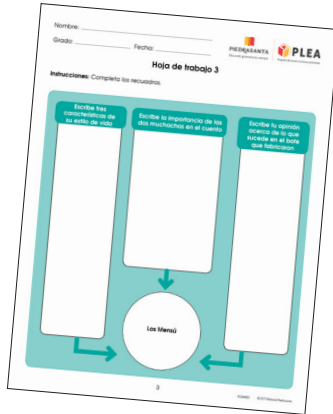 Nombre:
Grado: Fecha:
PIEDRASANTA
PLEA
Hoja de trabajo 3
Instrucciones: Completa los recuadros.
Escribe tres
características de
su estilo de vida
Escribe la importancia de las
dos muchachas en el cuento
Escribe tu opinión
acerca de lo que
sucede en el bote
que fabricaron
Los Mensú
3